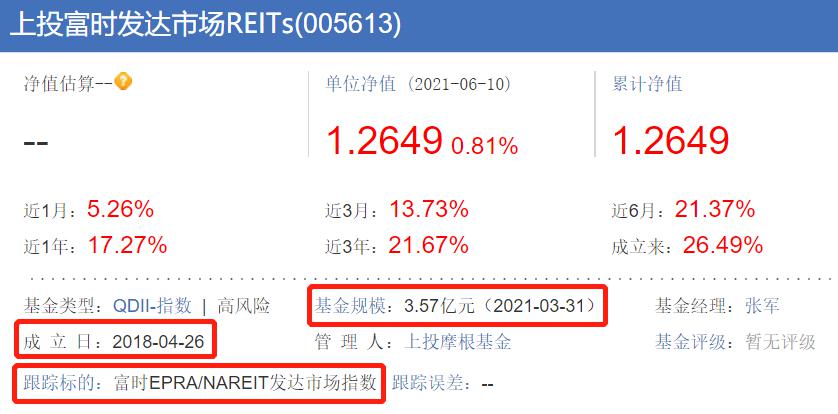 上投富时发达市场REITs(005613)
净值估算-- 单位净值 (2021-06-10) 累计净值
-- 1.2649 0.81% 1.2649
近1月：5.26% 近3月：13.73% 近6月：21.37%
近1年：17.27% 近3年：21.67% 成立来：26.49%
基金类型：QDII-指数 | 高风险 基金规模：3.57亿元（2021-03-31） 基金经理：张军
成 立 日：2018-04-26 管 理 人：上投摩根基金 基金评级：暂无评级
跟踪标的：富时EPRA/NAREIT发达市场指数 跟踪误差：--